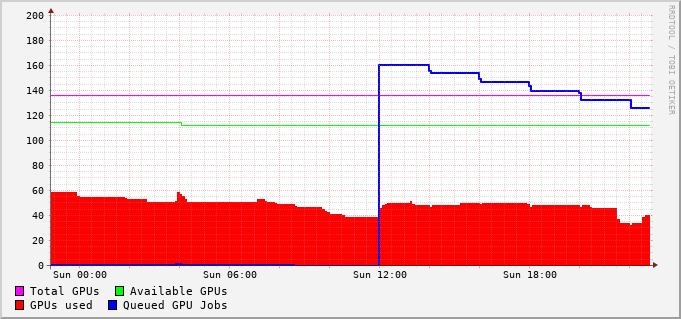 200
180
160
140
120
100
80
60
40
20
0
Sun 00:00 Sun 06:00 Sun 12:00 Sun 18:00
Total GPUs Available GPUs
GPUs used Queued GPU Jobs
RRDTOOL / TOBI OETIKER